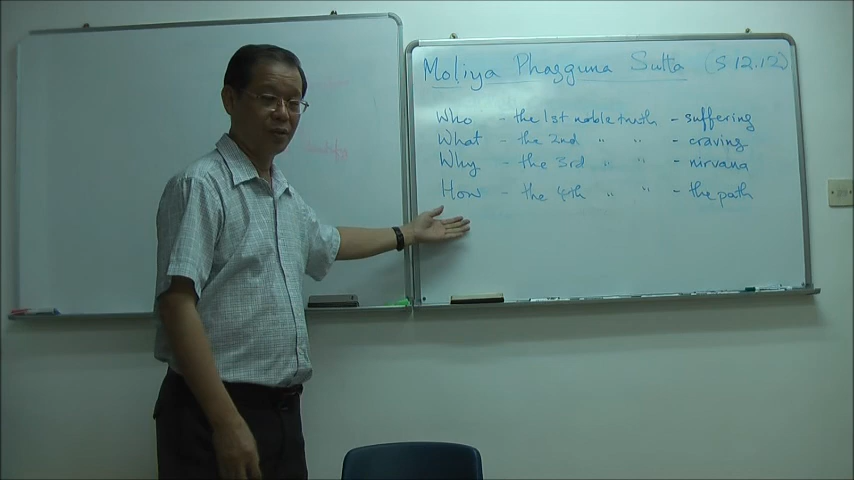 Moliya Phagguna Sutta (S 12.12)
Who - the 1st noble truth - suffering
What - the 2nd " " - craving
Why - the 3rd " " - nirvana
How - the 4th " " - the path